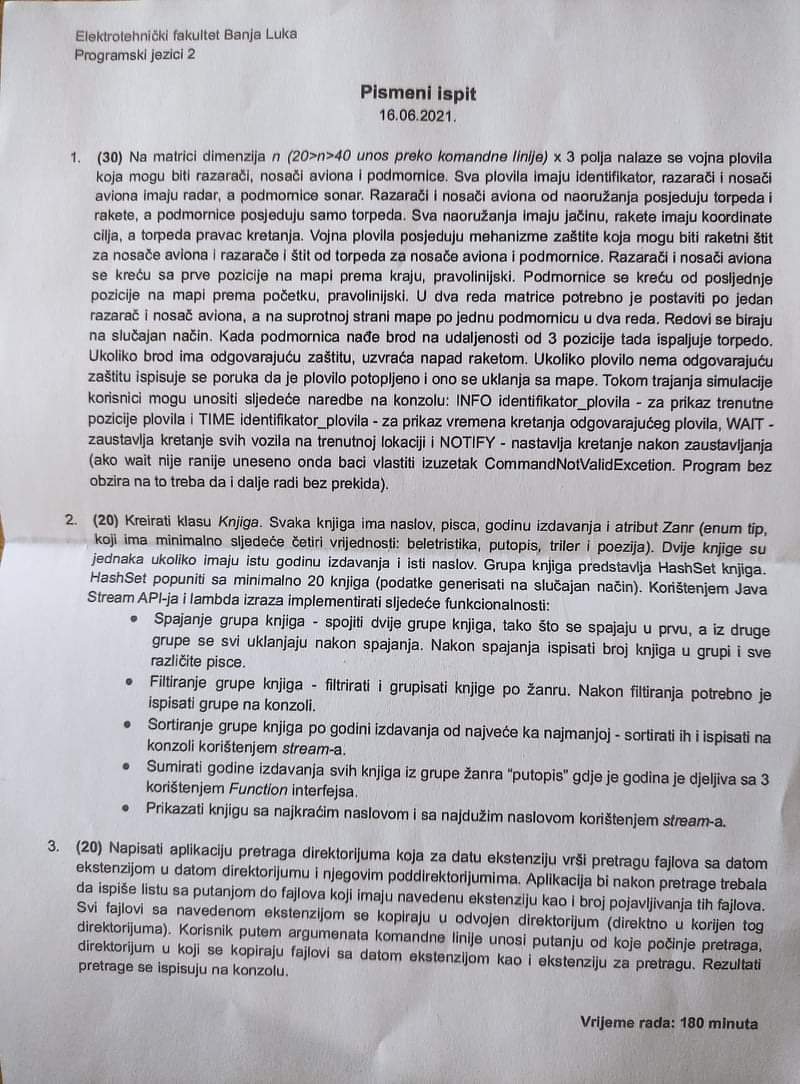 Elektrotehnički fakultet Banja Luka
Programski jezici 2
Pismeni ispit
16.06.2021.
1. (30) Na matrici dimenzija n (20>n>40 unos preko komandne linije) x 3 polja nalaze se vojna plovila
koja mogu biti razarači, nosači aviona i podmornice. Sva plovila imaju identifikator, razarači i nosači
aviona imaju radar, a podmornice sonar. Razarači i nosači aviona od naoružanja posjeduju torpeda i
rakete, a podmornice posjeduju samo torpeda. Sva naoružanja imaju jačinu, rakete imaju koordinate
cilja, a torpeda pravac kretanja. Vojna plovila posjeduju mehanizme zaštite koja mogu biti raketni štit
za nosače aviona i razarače i štit od torpeda za nosače aviona i podmornice. Razarači i nosači aviona
se kreću sa prve pozicije na mapi prema kraju, pravolinijski. Podmornice se kreću od posljednje
pozicije na mapi prema početku, pravolinijski. U dva reda matrice potrebno je postaviti po jedan
razarač i nosač aviona, a na suprotnoj strani mape po jednu podmornicu u dva reda. Redovi se biraju
na slučajan način. Kada podmornica nađe brod na udaljenosti od 3 pozicije tada ispaljuje torpedo.
Ukoliko brod ima odgovarajuću zaštitu, uzvraća napad raketom. Ukoliko plovilo nema odgovarajuću
zaštitu ispisuje se poruka da je plovilo potopljeno i ono se uklanja sa mape. Tokom trajanja simulacije
korisnici mogu unositi sljedeće naredbe na konzolu: INFO identifikator_plovila - za prikaz trenutne
pozicije plovila i TIME identifikator_plovila - za prikaz vremena kretanja odgovarajućeg plovila, WAIT -
zaustavlja kretanje svih vozila na trenutnoj lokaciji i NOTIFY - nastavlja kretanje nakon zaustavljanja
(ako wait nije ranije uneseno onda baci vlastiti izuzetak CommandNotValidExcetion. Program bez
obzira na to treba da i dalje radi bez prekida).
2. (20) Kreirati klasu Knjiga. Svaka knjiga ima naslov, pisca, godinu izdavanja i atribut Zanr (enum tip,
koji ima minimalno sljedeće četiri vrijednosti: beletristika, putopis, triler i poezija). Dvije knjige su
jednaka ukoliko imaju istu godinu izdavanja i isti naslov. Grupa knjiga predstavlja HashSet knjiga.
HashSet popuniti sa minimalno 20 knjiga (podatke generisati na slučajan način). Korištenjem Java
Stream API-ja i lambda izraza implementirati sljedeće funkcionalnosti:
• Spajanje grupa knjiga - spojiti dvije grupe knjiga, tako što se spajaju u prvu, a iz druge
grupe se svi uklanjaju nakon spajanja. Nakon spajanja ispisati broj knjiga u grupi i sve
različite pisce.
• Filtiranje grupe knjiga - filtrirati i grupisati knjige po žanru. Nakon filtiranja potrebno je
ispisati grupe na konzoli.
• Sortiranje grupe knjiga po godini izdavanja od najveće ka najmanjoj - sortirati ih i ispisati na
konzoli korištenjem stream-a.
• Sumirati godine izdavanja svih knjiga iz grupe žanra “putopis” gdje je godina je djeljiva sa 3
korištenjem Function interfejsa.
• Prikazati knjigu sa najkraćim naslovom i sa najdužim naslovom korištenjem stream-a.
3. (20) Napisati aplikaciju pretraga direktorijuma koja za datu ekstenziju vrši pretragu fajlova sa datom
ekstenzijom u datom direktorijumu i njegovim poddirektorijumima. Aplikacija bi nakon pretrage trebala
da ispiše listu sa putanjom do fajlova koji imaju navedenu ekstenziju kao i broj pojavljivanja tih fajlova.
Svi fajlovi sa navedenom ekstenzijom se kopiraju u odvojen direktorijum (direktno u korijen tog
direktorijuma). Korisnik putem argumenata komandne linije unosi putanju od koje počinje pretraga,
direktorijum u koji se kopiraju fajlovi sa datom ekstenzijom kao i ekstenziju za pretragu. Rezultati
pretrage se ispisuju na konzolu.
Vrijeme rada: 180 minuta